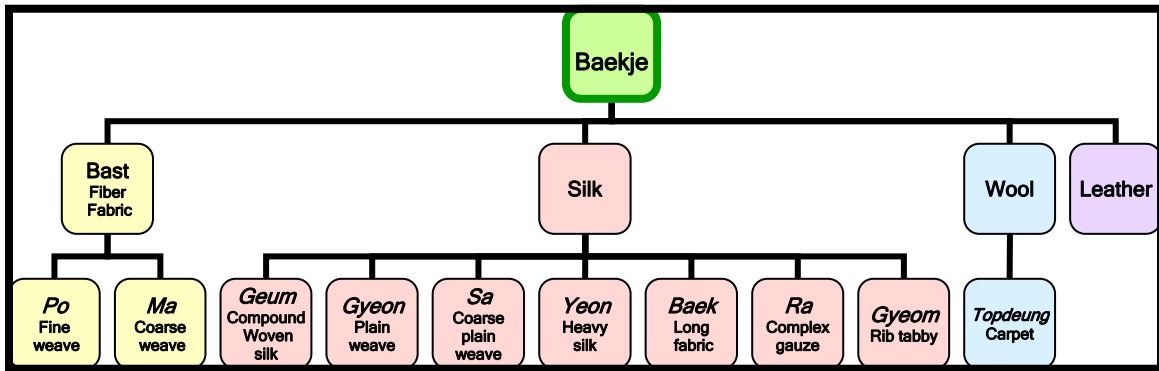 Baekje
Bast
Fiber
Fabric
Silk
Wool
Leather
Po
Fine
weave
Ma
Coarse
weave
Geum
Compound
Woven
silk
Gyeon
Plain
weave
Sa
Coarse
plain
weave
Yeon
Heavy
silk
Baek
Long
fabric
Ra
Complex
gauze
Gyeom
Rib tabby
Topdeung
Carpet